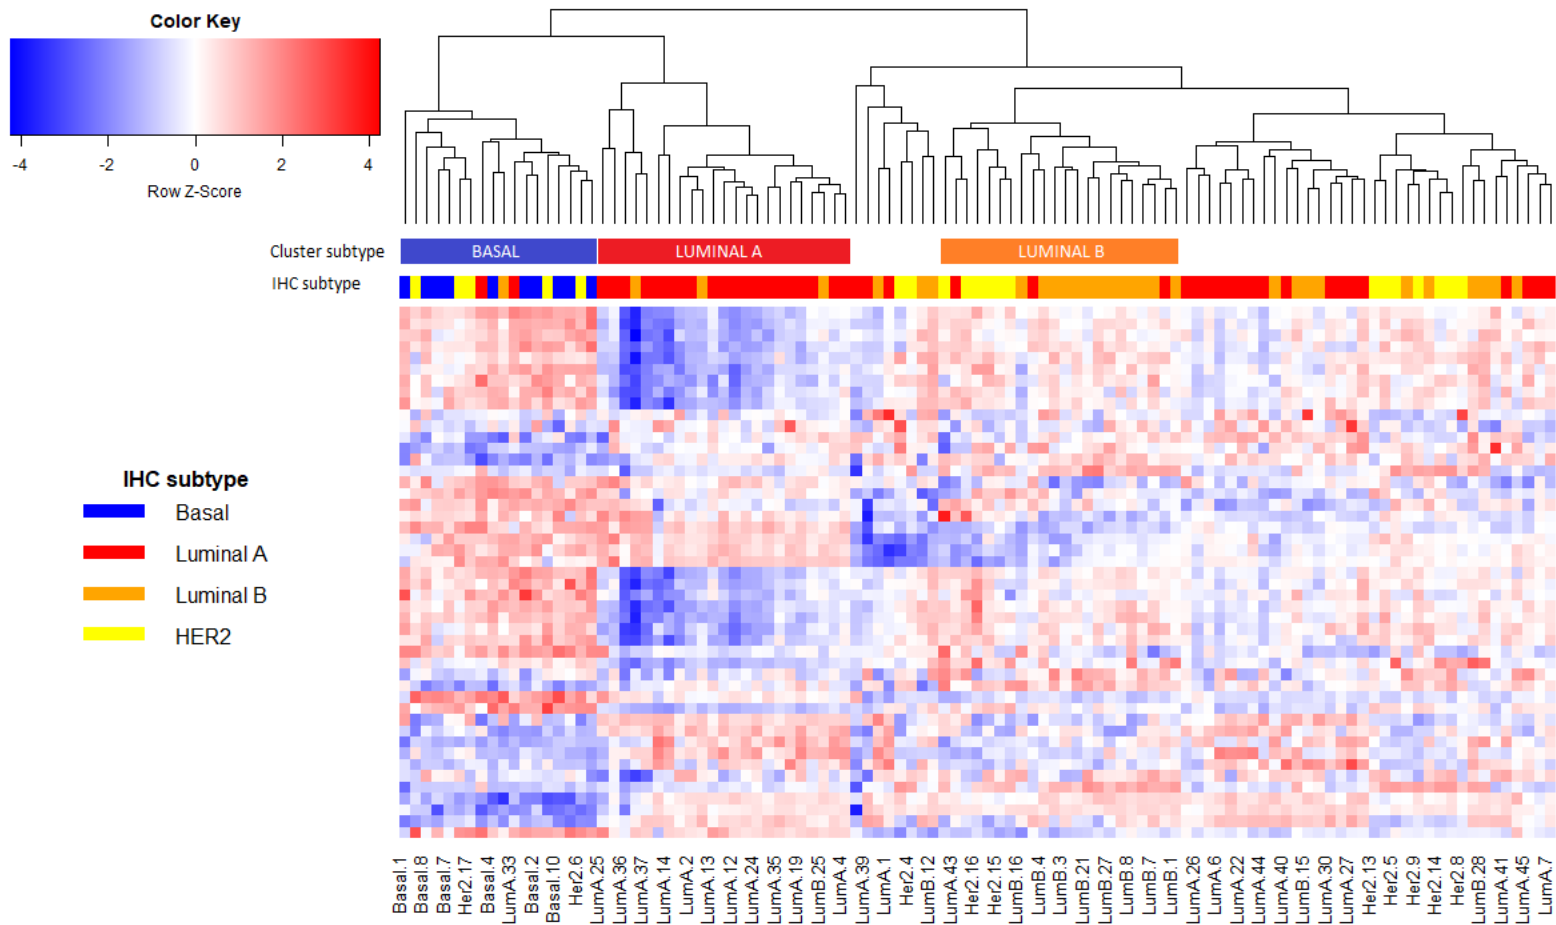 Color Key
-4 -2 0 2 4
Row Z-Score
Cluster subtype BASAL LUMINAL A LUMINAL B
IHC subtype
IHC subtype
Basal
Luminal A
Luminal B
HER2
Basal.1
Basal.8
Basal.7
Her2.17
Basal.4
LumA.33
Basal.2
Basal.10
Her2.6
LumA.25
LumA.36
LumA.37
LumA.14
LumA.2
LumA.13
LumA.12
LumA.24
LumA.35
LumA.19
LumB.25
LumA.4
LumA.39
LumA.1
Her2.4
LumB.12
LumA.43
Her2.16
Her2.15
LumB.16
LumB.4
LumB.3
LumB.21
LumB.27
LumB.8
LumB.7
LumB.1
LumA.26
LumA.6
LumA.22
LumA.44
LumA.40
LumB.15
LumA.30
LumA.27
Her2.13
Her2.5
Her2.9
Her2.14
Her2.8
LumB.28
LumA.41
LumA.45
LumA.7